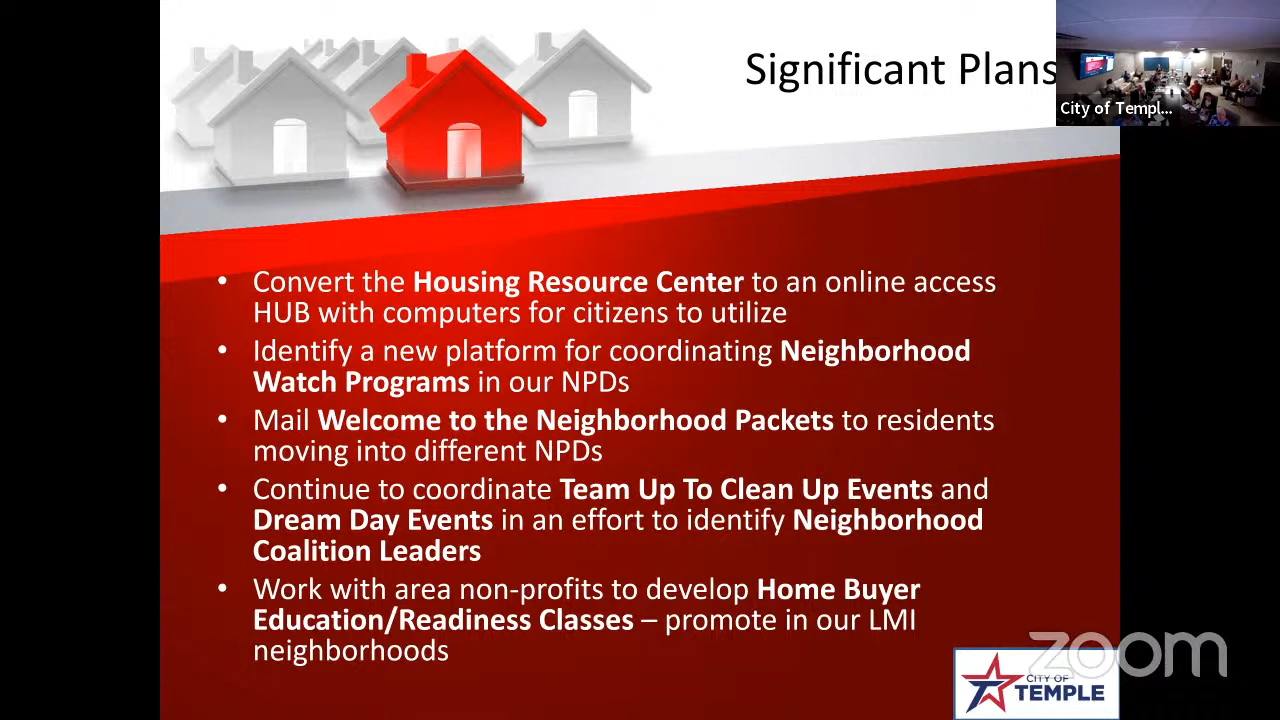 Significant Plans
City of Templ...
• Convert the Housing Resource Center to an online access
HUB with computers for citizens to utilize
• Identify a new platform for coordinating Neighborhood
Watch Programs in our NPDs
• Mail Welcome to the Neighborhood Packets to residents
moving into different NPDs
• Continue to coordinate Team Up To Clean Up Events and
Dream Day Events in an effort to identify Neighborhood
Coalition Leaders
• Work with area non-profits to develop Home Buyer
Education/Readiness Classes – promote in our LMI
neighborhoods
zoom
CITY OF
TEMPLE